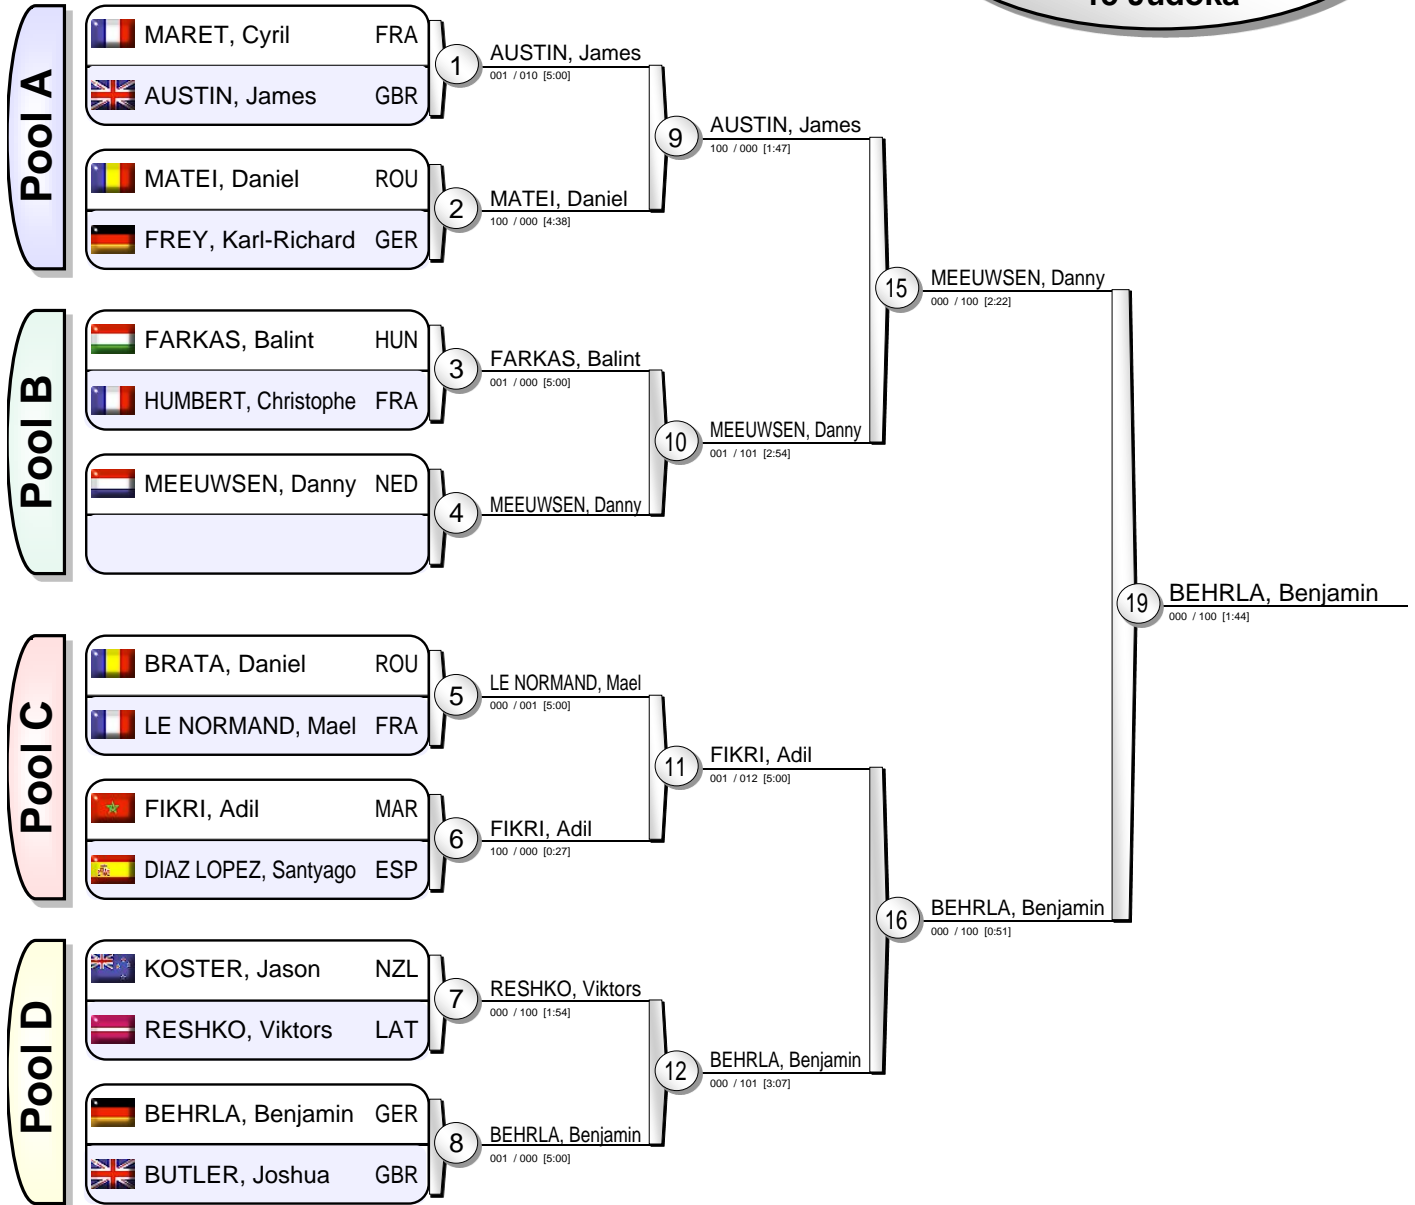 Judoka
Pool A
MARET, Cyril FRA
AUSTIN, James GBR
MATEI, Daniel ROU
FREY, Karl-Richard GER
Pool B
FARKAS, Balint HUN
HUMBERT, Christophe FRA
MEEUWSEN, Danny NED
Pool C
BRATA, Daniel ROU
LE NORMAND, Mael FRA
FIKRI, Adil MAR
DIAZ LOPEZ, Santyago ESP
Pool D
KOSTER, Jason NZL
RESHKO, Viktors LAT
BEHRLA, Benjamin GER
BUTLER, Joshua GBR
1
AUSTIN, James
001 / 010 [5:00]
2
MATEI, Daniel
100 / 000 [4:38]
3
FARKAS, Balint
001 / 000 [5:00]
4
MEEUWSEN, Danny
5
LE NORMAND, Mael
000 / 001 [5:00]
6
FIKRI, Adil
100 / 000 [0:27]
7
RESHKO, Viktors
000 / 100 [1:54]
8
BEHRLA, Benjamin
001 / 000 [5:00]
9
AUSTIN, James
100 / 000 [1:47]
10
MEEUWSEN, Danny
001 / 101 [2:54]
11
FIKRI, Adil
001 / 012 [5:00]
12
BEHRLA, Benjamin
000 / 101 [3:07]
15
MEEUWSEN, Danny
000 / 100 [2:22]
16
BEHRLA, Benjamin
000 / 100 [0:51]
19
BEHRLA, Benjamin
000 / 100 [1:44]